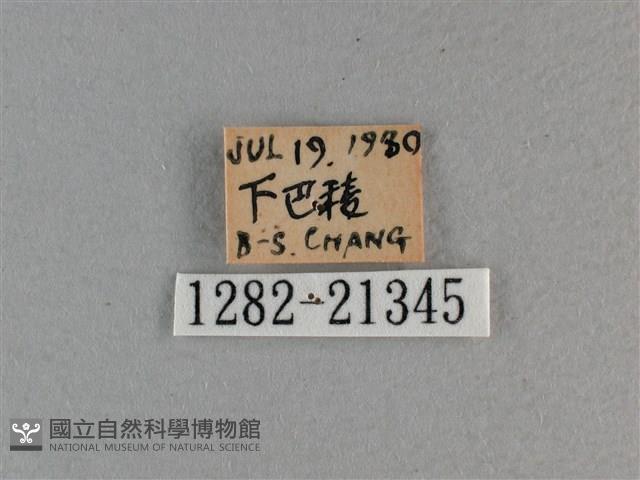 JUL 19. 1980
下巴稜
B-S. CHANG
1282-21345
國立自然科學博物館
NATIONAL MUSEUM OF NATURAL SCIENCE